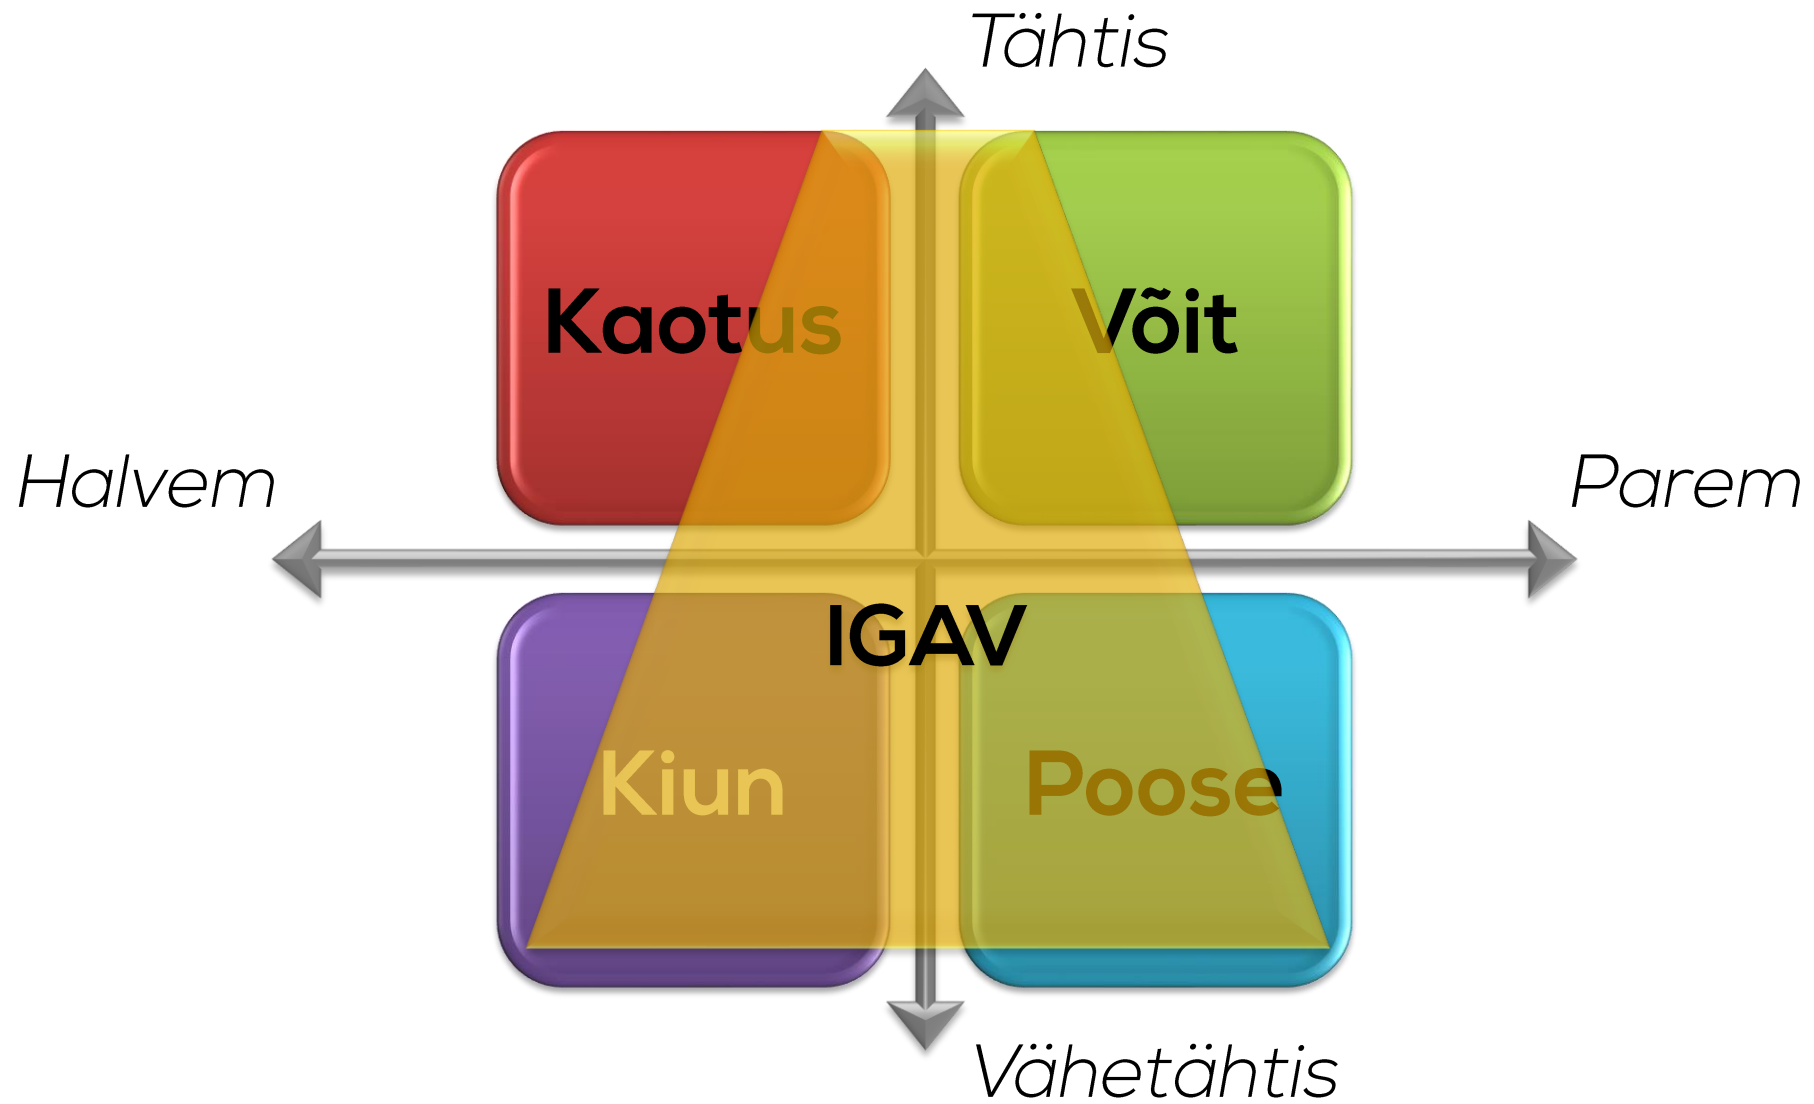 Tähtis
Kaotus
Võit
Halvem
Parem
IGAV
Kiun
Poose
Vähetähtis